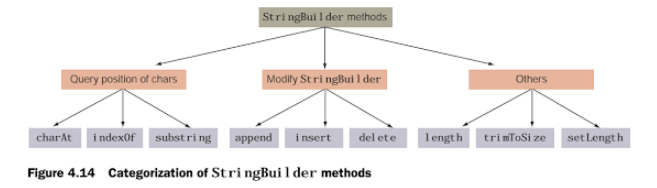 StringBuilder methods
Query position of chars Modify StringBuilder Others
charAt indexOf substring append insert delete length trimToSize setLength
Figure 4.14 Categorization of StringBuilder methods